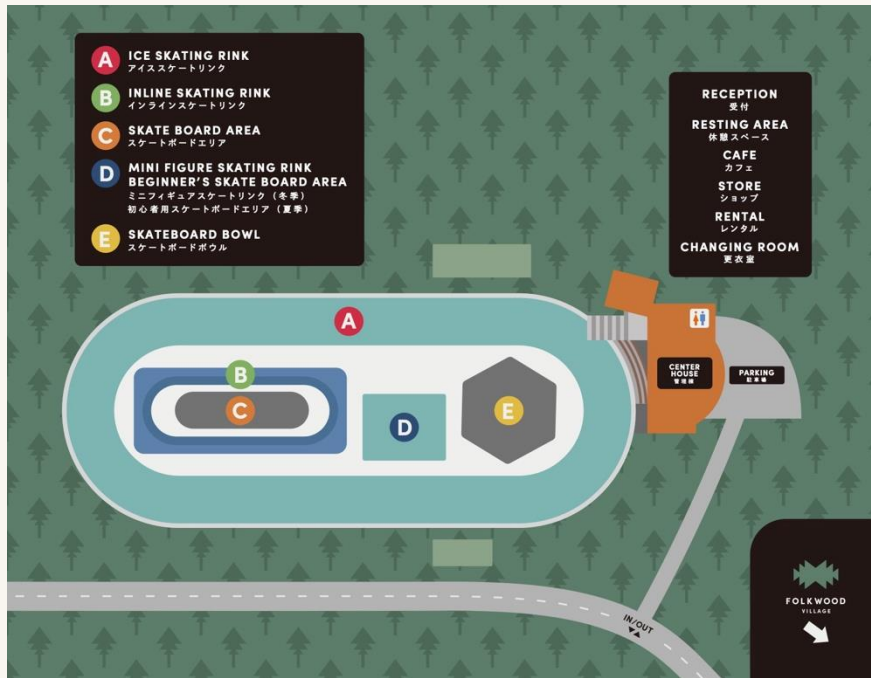 A ICE SKATING RINK
アイススケートリンク
B INLINE SKATING RINK
インラインスケートリンク
C SKATE BOARD AREA
スケートボードエリア
D MINI FIGURE SKATING RINK
BEGINNER'S SKATE BOARD AREA
ミニフィギュアスケートリンク（冬季）
初心者用スケートボードエリア（夏季）
E SKATEBOARD BOWL
スケートボードボウル
RECEPTION
受付
RESTING AREA
休憩スペース
CAFE
カフェ
STORE
ショップ
RENTAL
レンタル
CHANGING ROOM
更衣室
A
B
C
D
E
CENTER
HOUSE
管理棟
PARKING
駐車場
IN/OUT
FOLKWOOD
VILLAGE